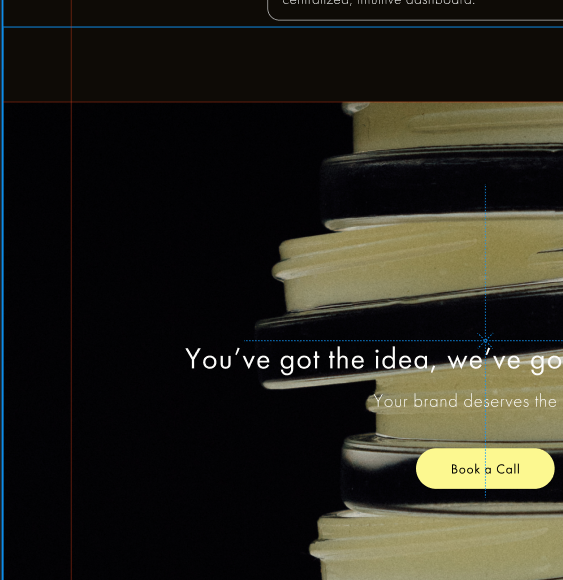 centralized, intuitive dashboard.
You've got the idea, we've go
Your brand deserves the
Book a Call